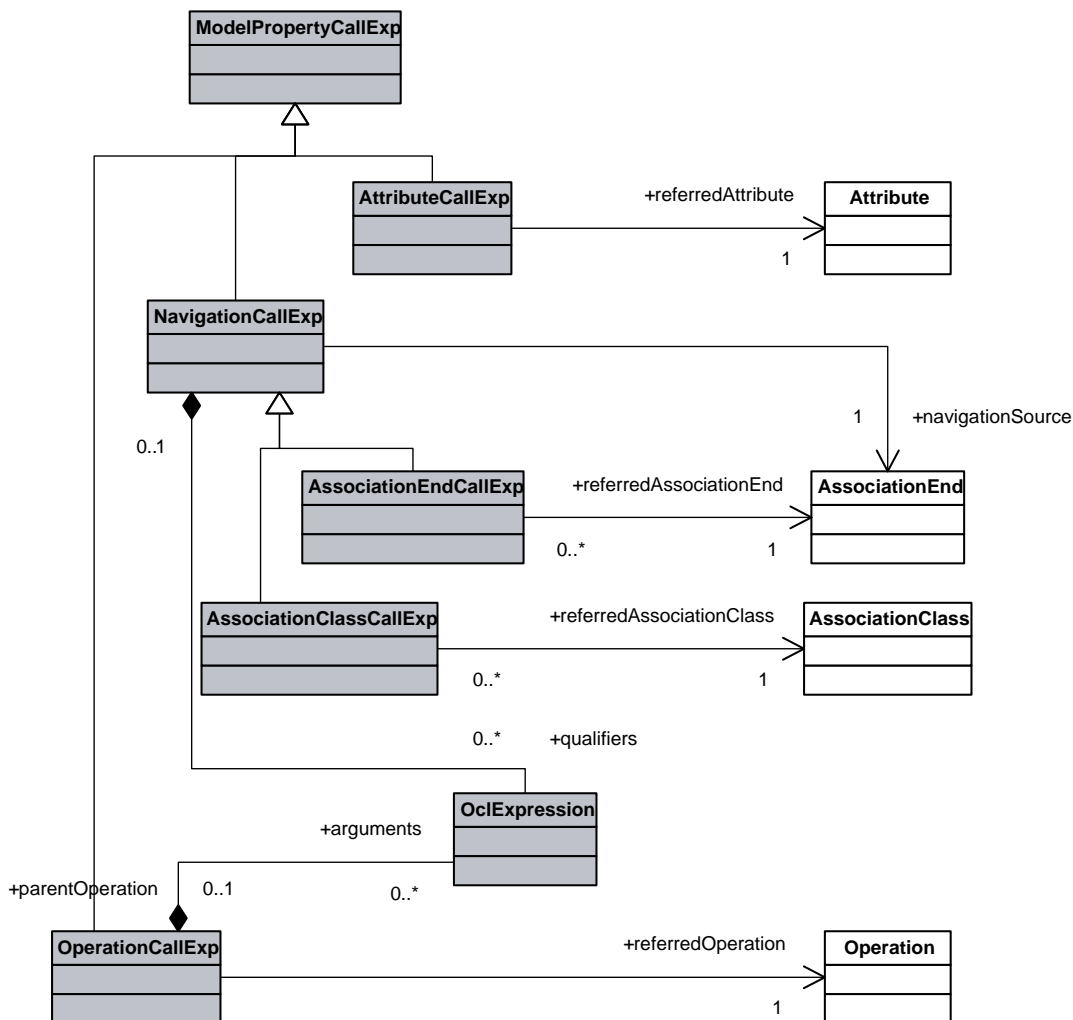 ModelPropertyCallExp
AttributeCallExp
+referredAttribute
1
Attribute
NavigationCallExp
0..1
1
+navigationSource
AssociationEndCallExp
+referredAssociationEnd
0..*
1
AssociationEnd
AssociationClassCallExp
+referredAssociationClass
0..*
1
AssociationClass
0..*
+qualifiers
OclExpression
+arguments
0..1
0..*
+parentOperation
OperationCallExp
+referredOperation
1
Operation